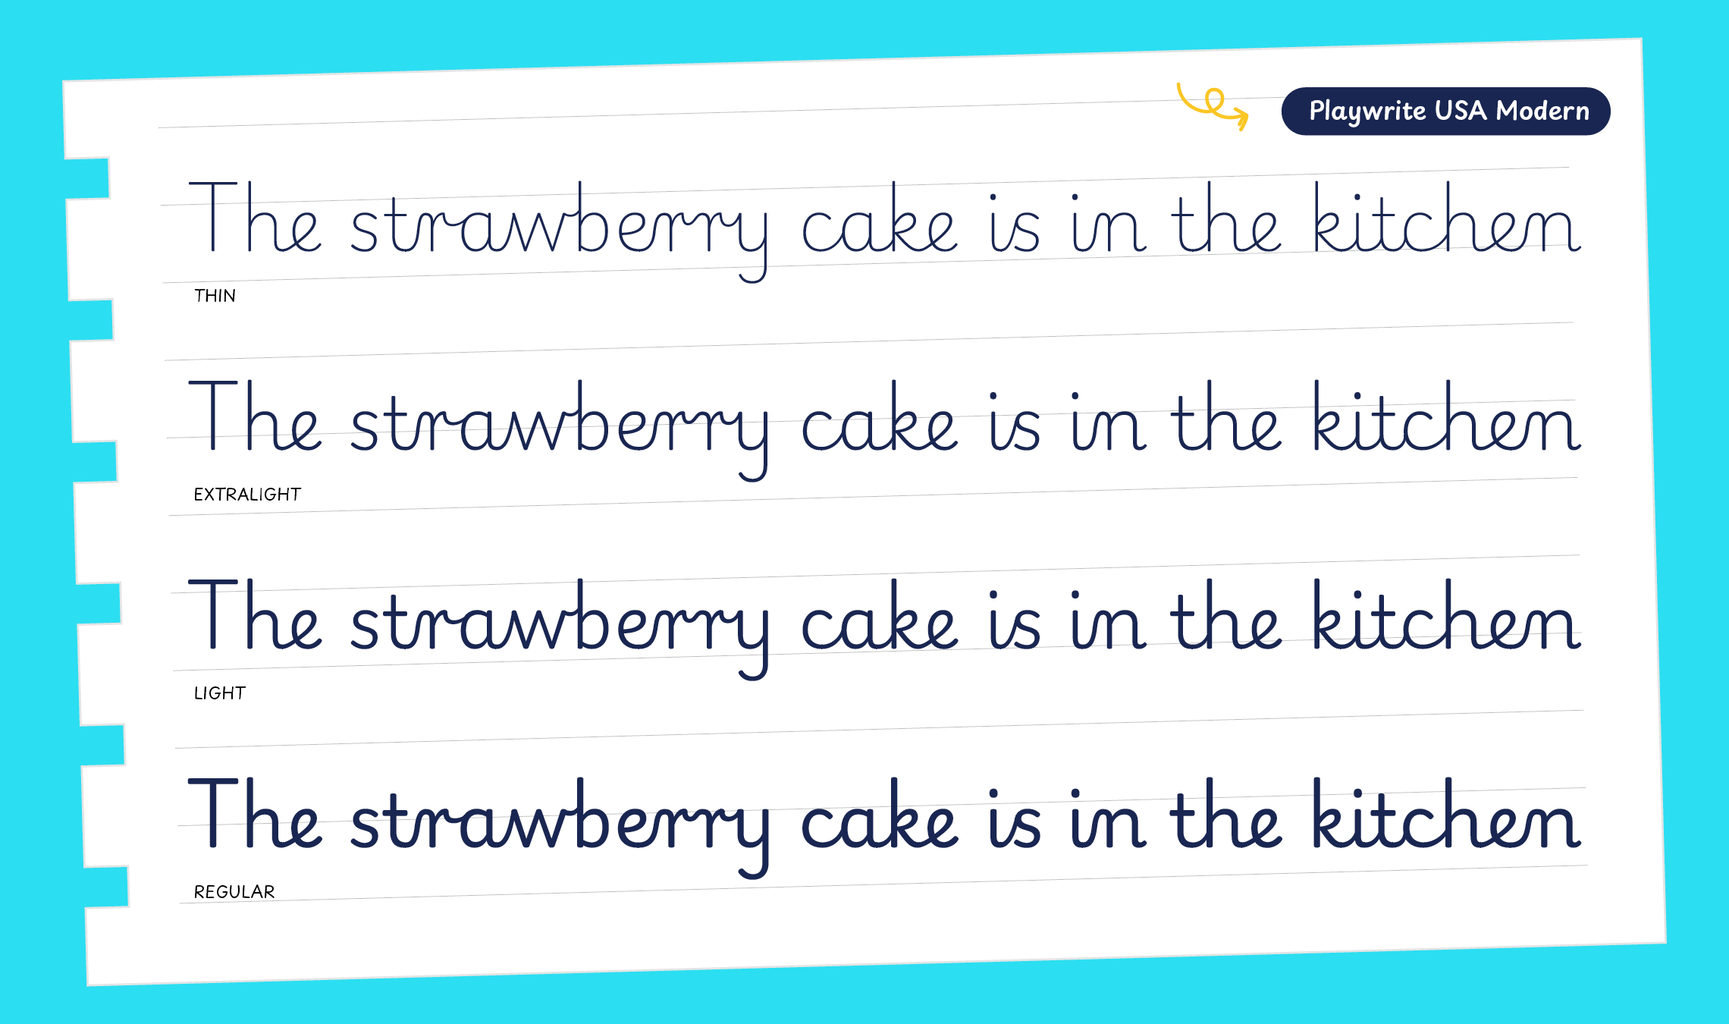 Playwrite USA Modern
The strawberry cake is in the kitchen
THIN
The strawberry cake is in the kitchen
EXTRALIGHT
The strawberry cake is in the kitchen
LIGHT
The strawberry cake is in the kitchen
REGULAR